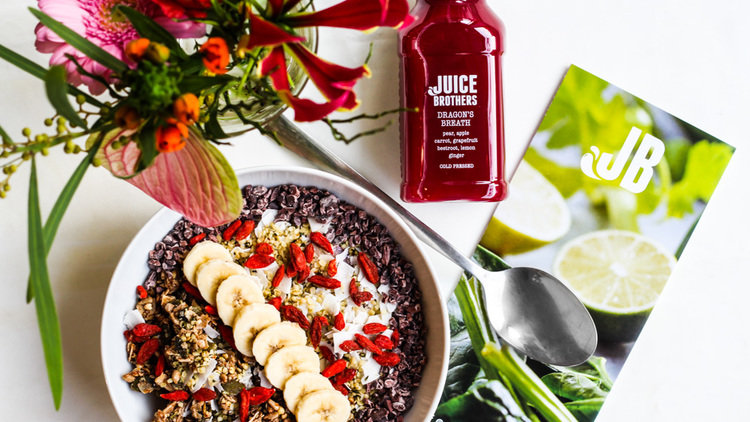 JUICE
BROTHERS
DRAGON'S
BREATH
pear, apple
carrot, grapefruit
beetroot, lemon
ginger
COLD PRESSED
JB